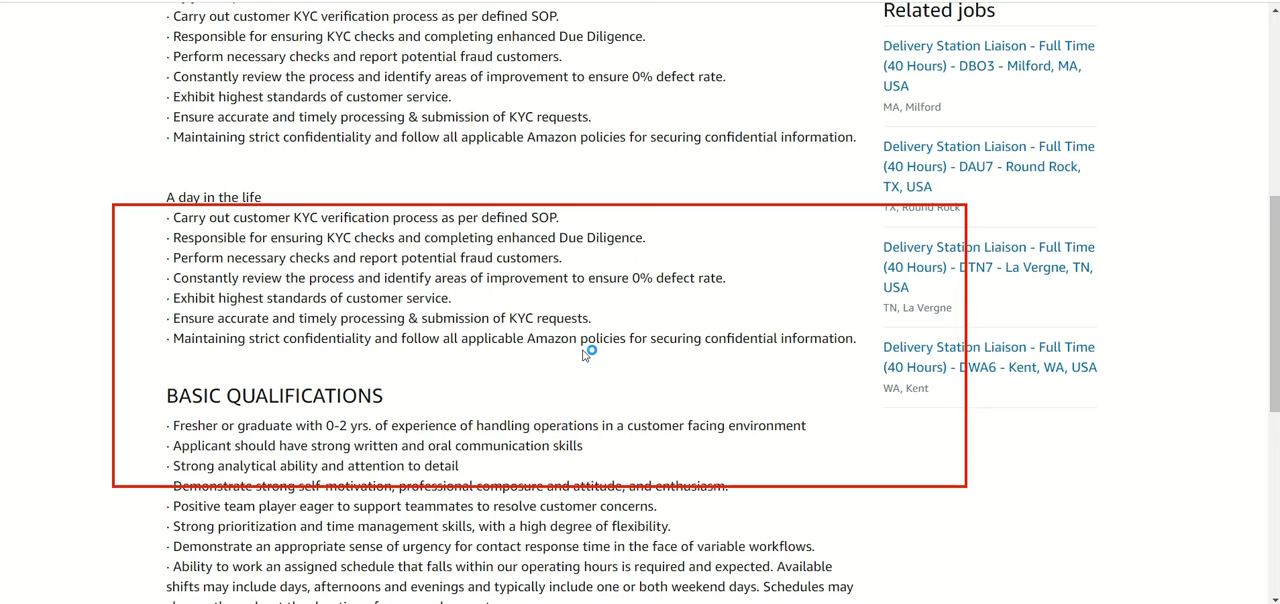 · Carry out customer KYC verification process as per defined SOP.
· Responsible for ensuring KYC checks and completing enhanced Due Diligence.
· Perform necessary checks and report potential fraud customers.
· Constantly review the process and identify areas of improvement to ensure 0% defect rate.
· Exhibit highest standards of customer service.
· Ensure accurate and timely processing & submission of KYC requests.
· Maintaining strict confidentiality and follow all applicable Amazon policies for securing confidential information.
A day in the life
· Carry out customer KYC verification process as per defined SOP.
· Responsible for ensuring KYC checks and completing enhanced Due Diligence.
· Perform necessary checks and report potential fraud customers.
· Constantly review the process and identify areas of improvement to ensure 0% defect rate.
· Exhibit highest standards of customer service.
· Ensure accurate and timely processing & submission of KYC requests.
· Maintaining strict confidentiality and follow all applicable Amazon policies for securing confidential information.
BASIC QUALIFICATIONS
· Fresher or graduate with 0-2 yrs. of experience of handling operations in a customer facing environment
· Applicant should have strong written and oral communication skills
· Strong analytical ability and attention to detail
· Demonstrate strong self-motivation, professional composure and attitude, and enthusiasm.
· Positive team player eager to support teammates to resolve customer concerns.
· Strong prioritization and time management skills, with a high degree of flexibility.
· Demonstrate an appropriate sense of urgency for contact response time in the face of variable workflows.
· Ability to work an assigned schedule that falls within our operating hours is required and expected. Available
shifts may include days, afternoons and evenings and typically include one or both weekend days. Schedules may
Related jobs
Delivery Station Liaison - Full Time
(40 Hours) - DBO3 - Milford, MA,
USA
MA, Milford
Delivery Station Liaison - Full Time
(40 Hours) - DAU7 - Round Rock,
TX, USA
TX, Round Rock
Delivery Station Liaison - Full Time
(40 Hours) - DTN7 - La Vergne, TN,
USA
TN, La Vergne
Delivery Station Liaison - Full Time
(40 Hours) - DWA6 - Kent, WA, USA
WA, Kent